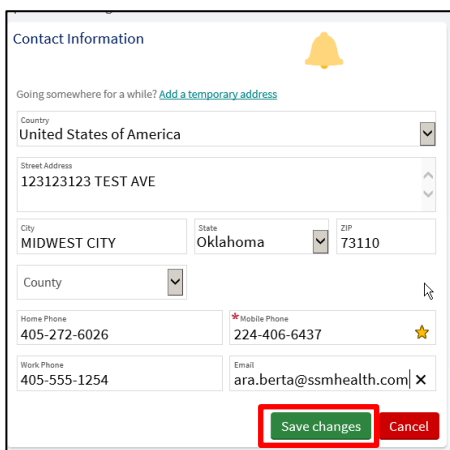 Contact Information
Going somewhere for a while? Add a temporary address
Country
United States of America
Street Address
123123123 TEST AVE
City State ZIP
MIDWEST CITY Oklahoma 73110
County
Home Phone *Mobile Phone
405-272-6026 224-406-6437
Work Phone Email
405-555-1254 ara.berta@ssmhealth.com
Save changes Cancel